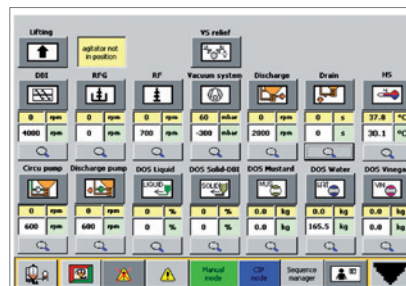 Lifting
agitator not
in position
VS relief
DBI RFG RF Vacuum system Discharge Drain HS
0 rpm 0 rpm 0 rpm 60 mbar 0 rpm 0 s 37.8 °C
4000 rpm 0 rpm 700 rpm -300 mbar 2000 rpm 0 s 30.1 °C
Circu pump Discharge pump DOS Liquid DOS Solid-DBI DOS Mustard DOS Water DOS Vinegar
LIQUID SOLID
0 rpm 0 rpm 0 % 0 % 0.0 kg 0.0 kg 0.0 kg
600 rpm 600 rpm 0 % 0 % 0.0 kg 165.5 kg 0.0 kg
Manual
mode
CIP
mode
Sequence
manager